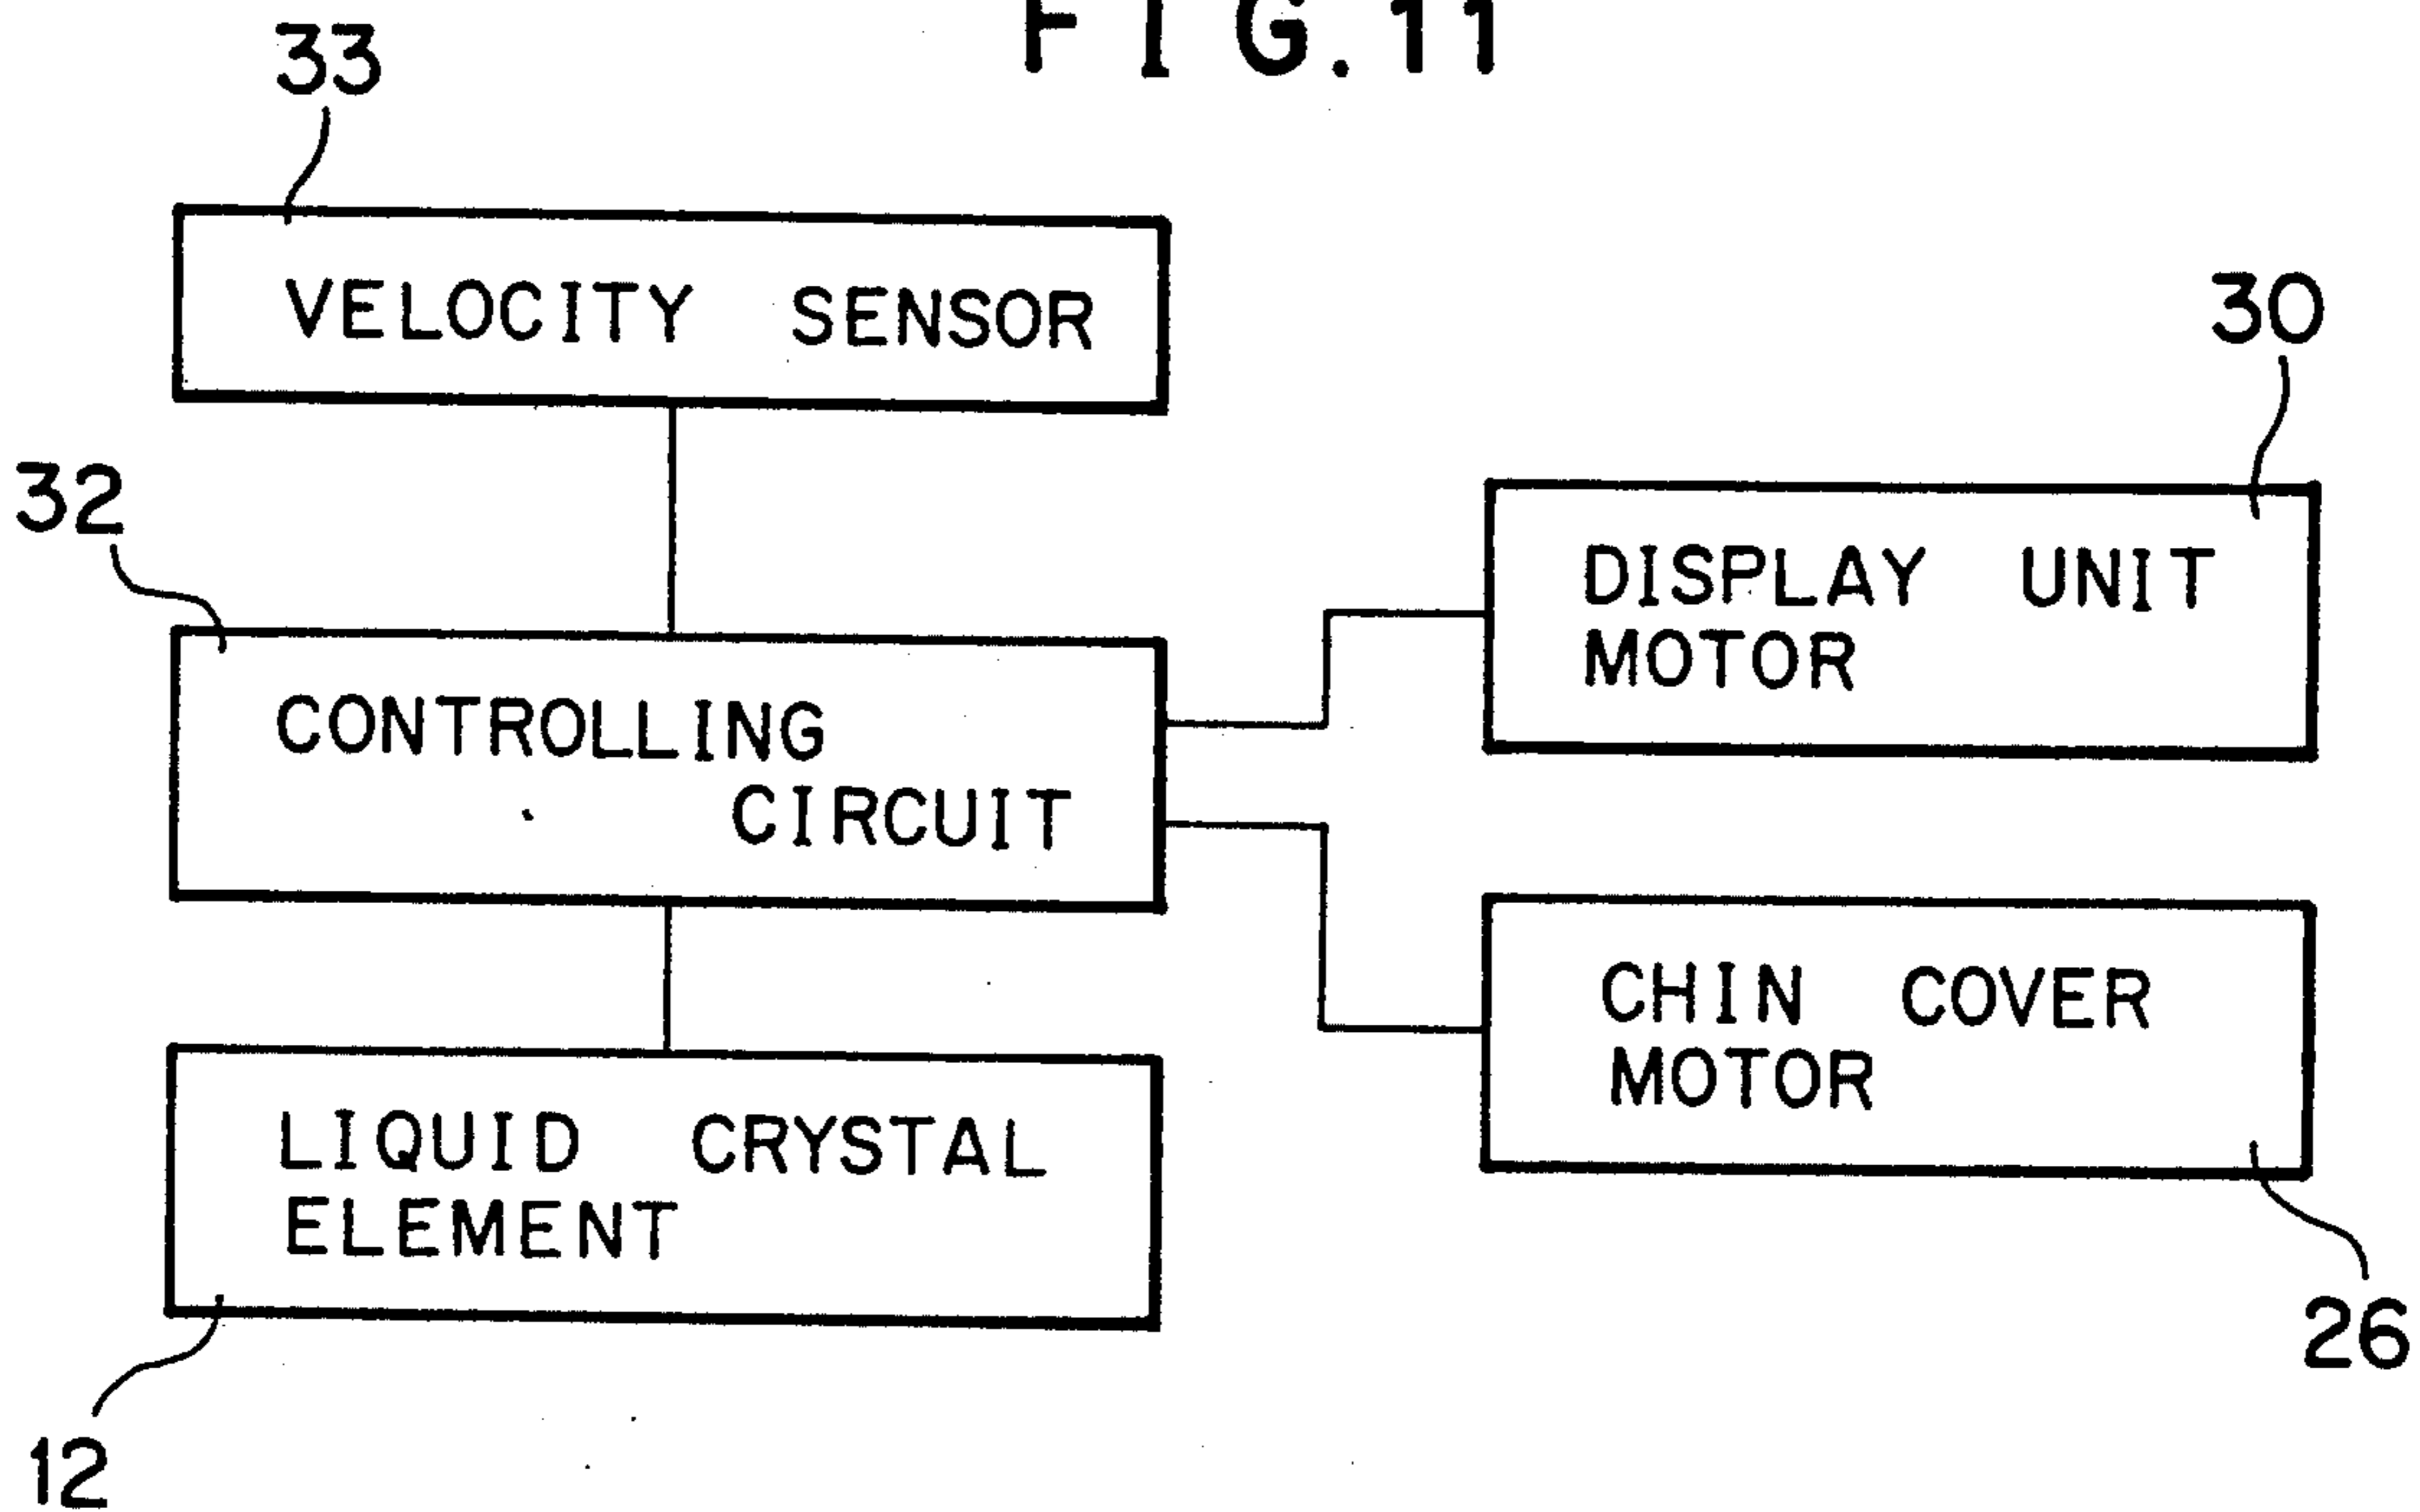 FIG.11
33
VELOCITY SENSOR
32
CONTROLLING
CIRCUIT
30
DISPLAY UNIT
MOTOR
CHIN COVER
MOTOR
26
LIQUID CRYSTAL
ELEMENT
12